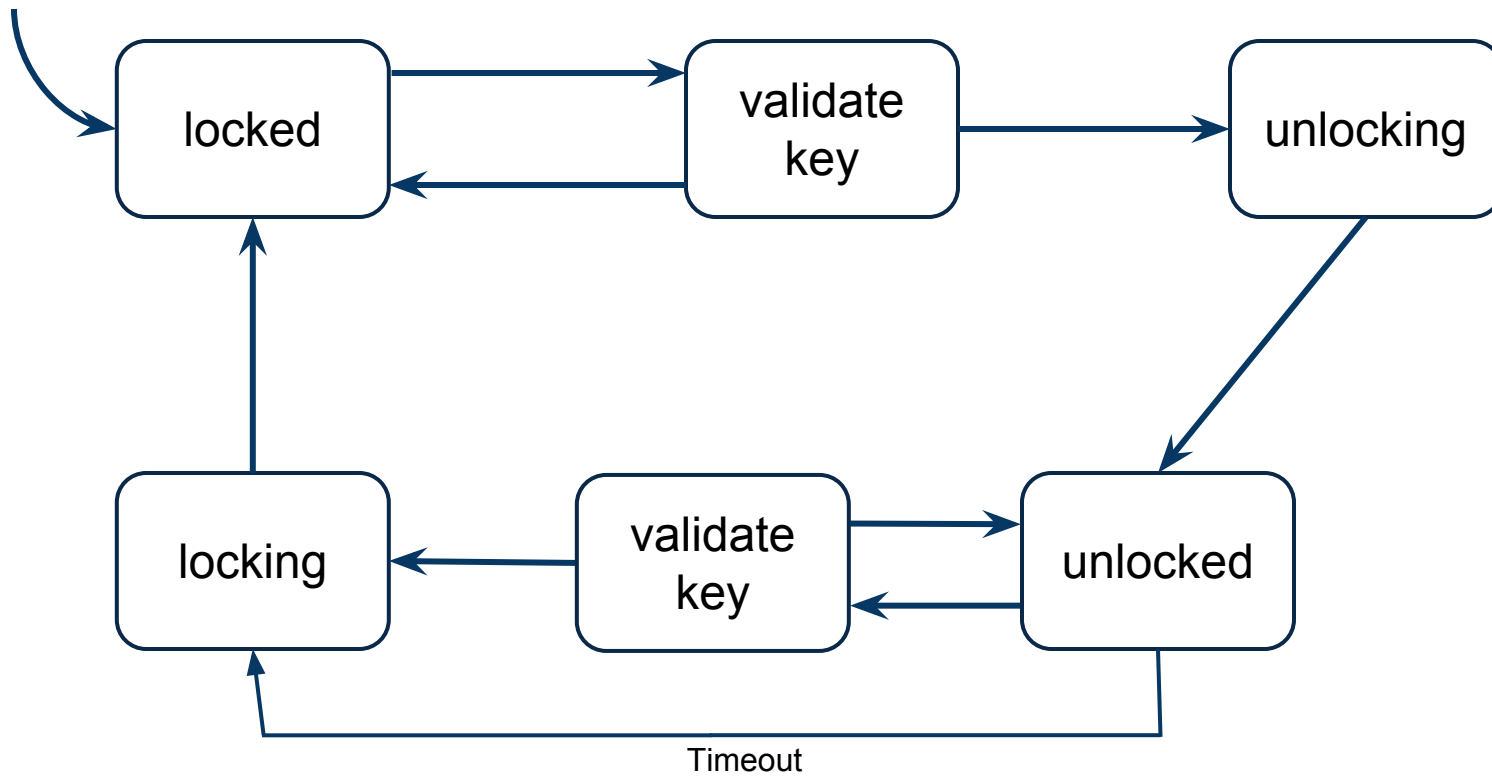 locked
validate
key
unlocking
locking
validate
key
unlocked
Timeout